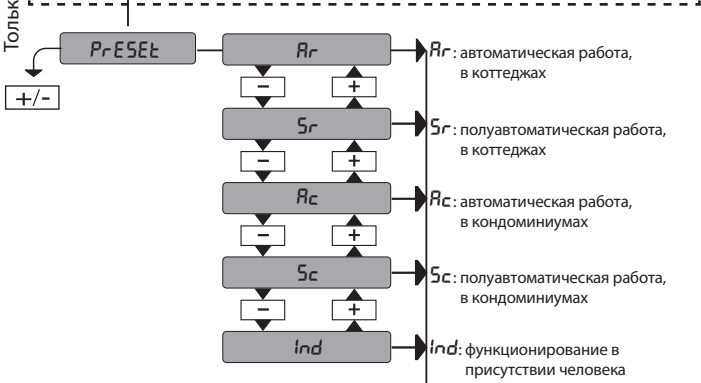 Тольк
PrESEt
Ar
Ar: автоматическая работа,
в коттеджах
+/-
- +
Sr
Sr: полуавтоматическая работа,
в коттеджах
- +
Ac
Ac: автоматическая работа,
в кондоминиумах
- +
Sc
Sc: полуавтоматическая работа,
в кондоминиумах
- +
Ind
Ind: функционирование в
присутствии человека